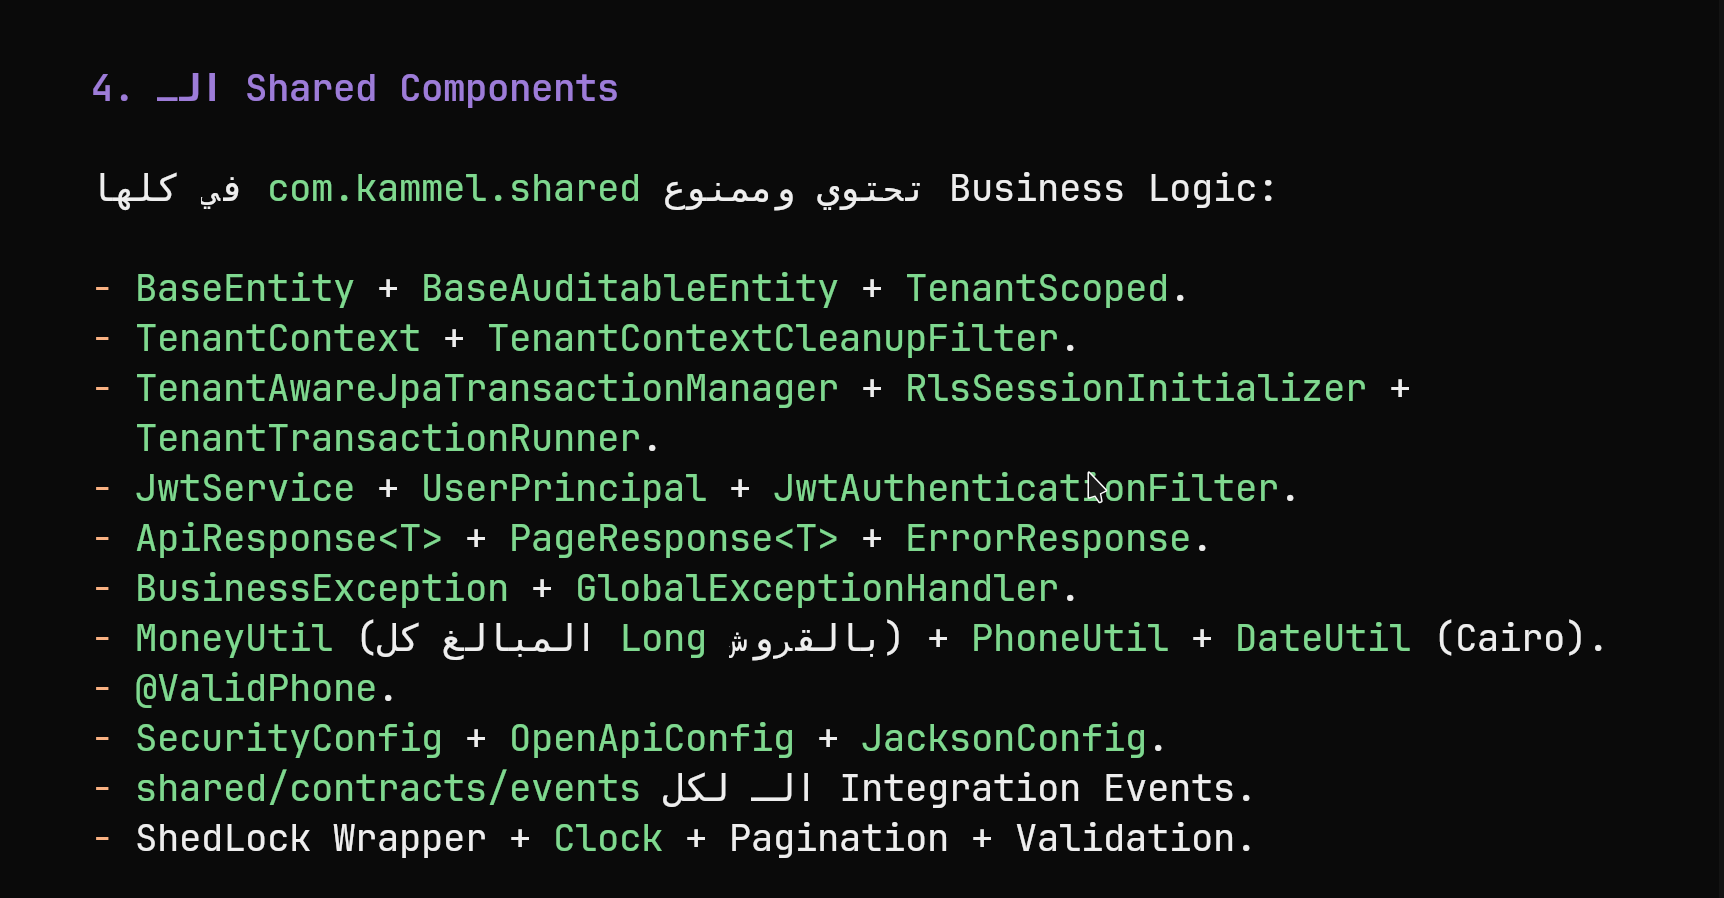 4. الـ Shared Components
كلها في com.kammel.shared وممنوع تحتوي Business Logic:
- BaseEntity + BaseAuditableEntity + TenantScoped.
- TenantContext + TenantContextCleanupFilter.
- TenantAwareJpaTransactionManager + RlsSessionInitializer +
TenantTransactionRunner.
- JwtService + UserPrincipal + JwtAuthenticationFilter.
- ApiResponse<T> + PageResponse<T> + ErrorResponse.
- BusinessException + GlobalExceptionHandler.
- MoneyUtil (كل المبالغ Long بالقروش) + PhoneUtil + DateUtil (Cairo).
- @ValidPhone.
- SecurityConfig + OpenApiConfig + JacksonConfig.
- shared/contracts/events لكل الـ Integration Events.
- ShedLock Wrapper + Clock + Pagination + Validation.